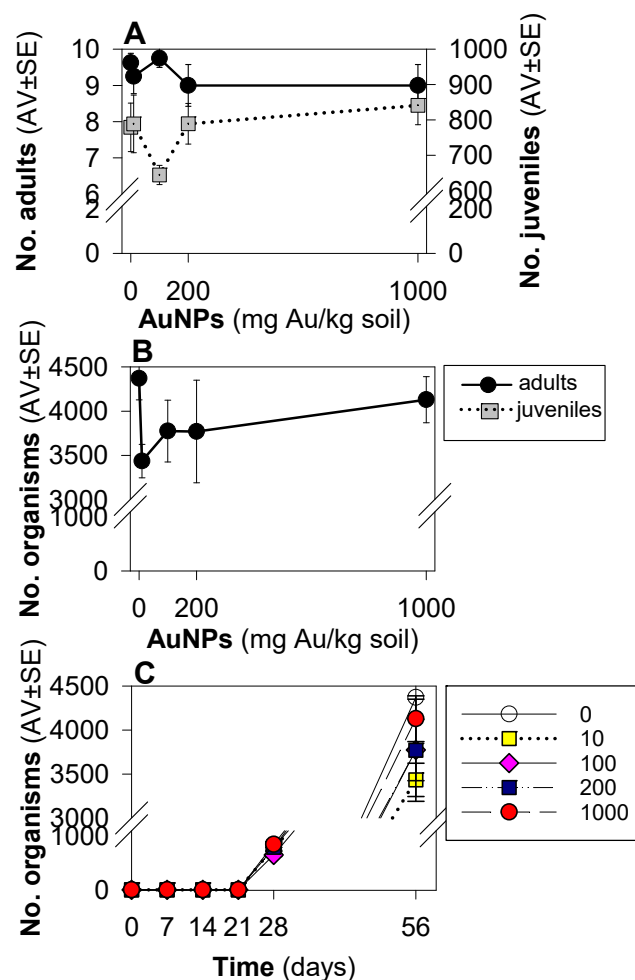 A
No. adults (AV±SE)
10
9
8
7
6
2
0
1000
900
800
700
600
200
0
No. juveniles (AV±SE)
0 200 1000
AuNPs (mg Au/kg soil)
B
No. organisms (AV±SE)
4500
4000
3500
3000
1000
0
0 200 1000
AuNPs (mg Au/kg soil)
adults
juveniles
C
No. organisms (AV±SE)
4500
4000
3500
3000
1000
0
0 7 14 21 28 56
Time (days)
0
10
100
200
1000